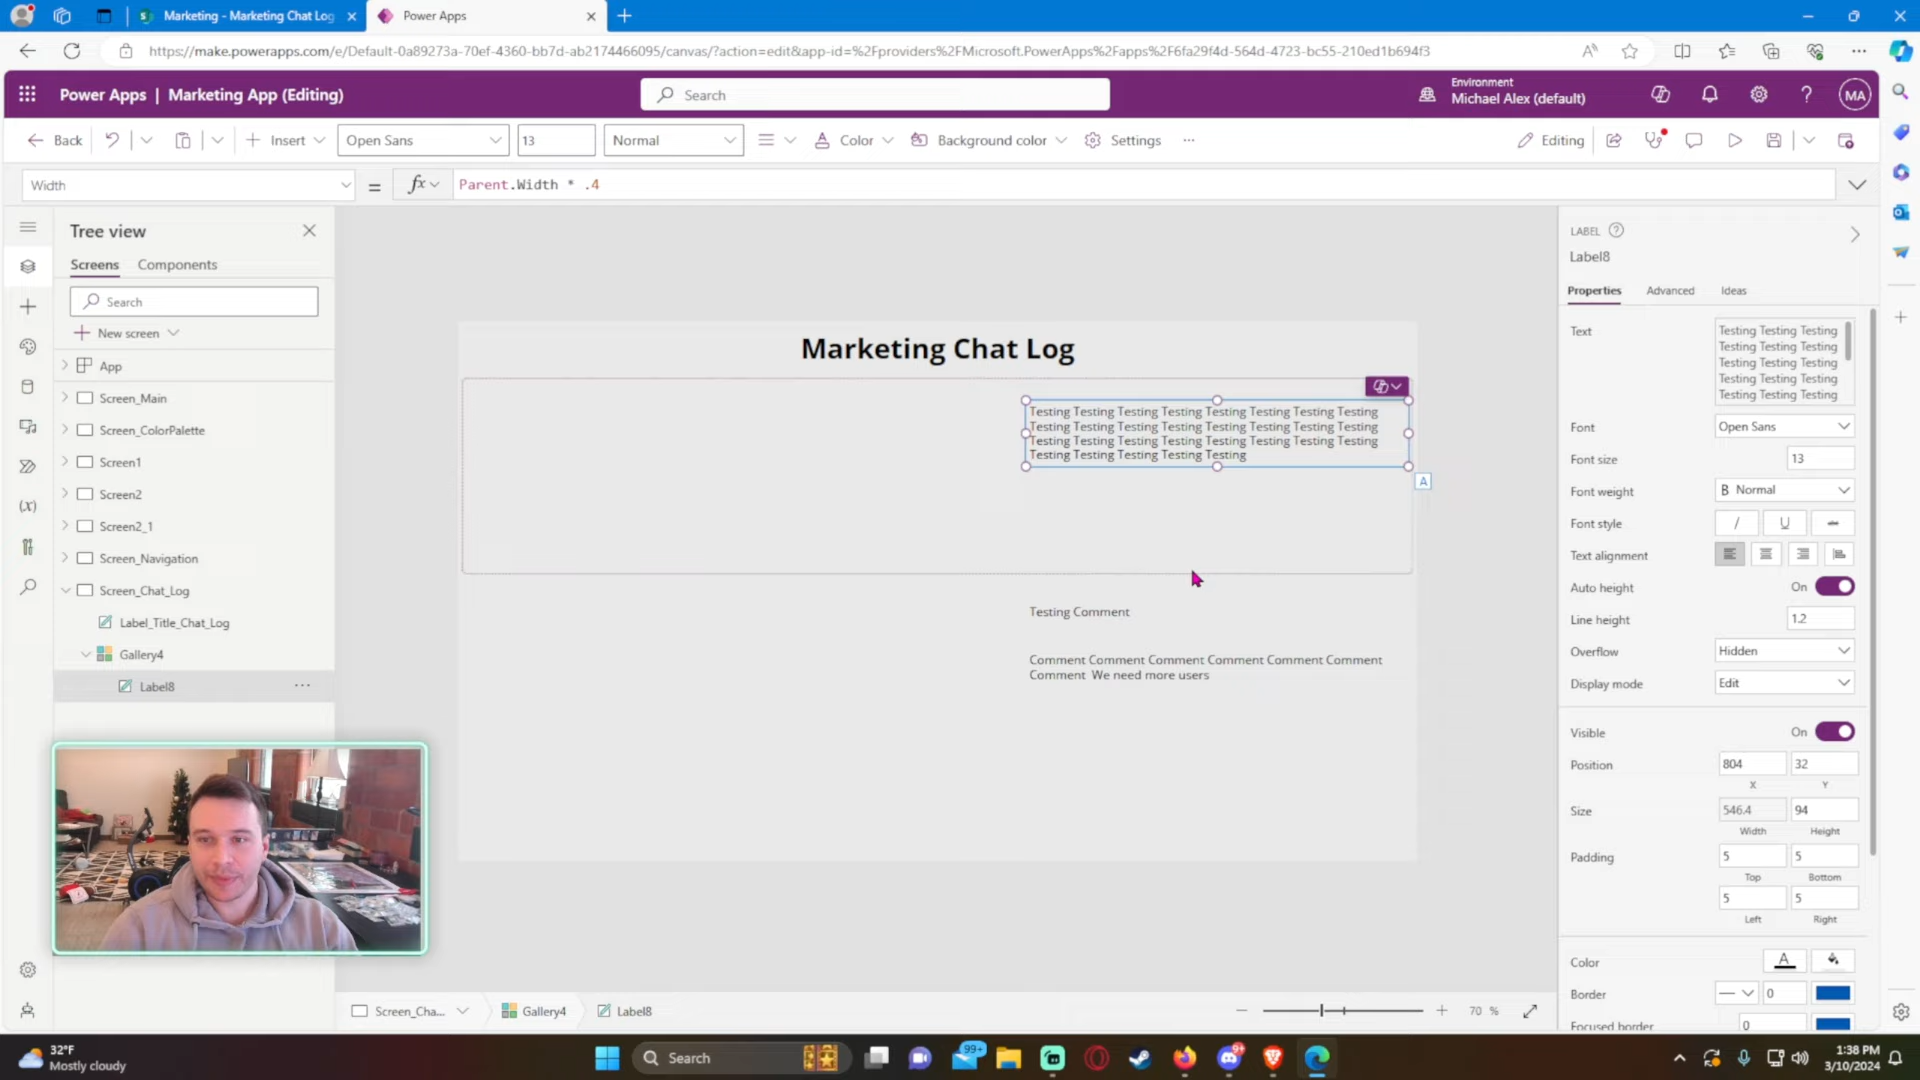 Marketing - Marketing Chat Log
Power Apps
https://make.powerapps.com/e/Default-0a89273a-70ef-4360-bb7d-ab2174466095/canvas/?action=edit&app-id=%2Fproviders%2FMicrosoft.PowerApps%2Fapps%2F6fa29f4d-564d-4723-bc55-210ed1b694f3
Power Apps | Marketing App (Editing)
Search
Environment
Michael Alex (default)
MA
Back
Insert
Open Sans
13
Normal
Color
Background color
Settings
Editing
Width
=
fx
Parent.Width * .4
Tree view
Screens
Components
Search
New screen
App
Screen_Main
Screen_ColorPalette
Screen1
Screen2
Screen2_1
Screen_Navigation
Screen_Chat_Log
Label_Title_Chat_Log
Gallery4
Label8
Marketing Chat Log
Testing Testing Testing Testing Testing Testing Testing Testing
Testing Testing Testing Testing Testing Testing Testing Testing
Testing Testing Testing Testing Testing Testing Testing Testing
Testing Testing Testing Testing Testing
A
Testing Comment
Comment Comment Comment Comment Comment Comment
Comment  We need more users
LABEL
Label8
Properties
Advanced
Ideas
Text
Testing Testing Testing
Testing Testing Testing
Testing Testing Testing
Testing Testing Testing
Testing Testing Testing
Font
Open Sans
Font size
13
Font weight
B Normal
Font style
/ U
Text alignment
Auto height
On
Line height
1.2
Overflow
Hidden
Display mode
Edit
Visible
On
Position
804
32
X
Y
Size
546.4
94
Width
Height
Padding
5
5
Top
Bottom
5
5
Left
Right
Color
A
Border
0
Focused border
0
Screen_Cha...
Gallery4
Label8
70 %
32°F
Mostly cloudy
Search
99+
9+
1:38 PM
3/10/2024